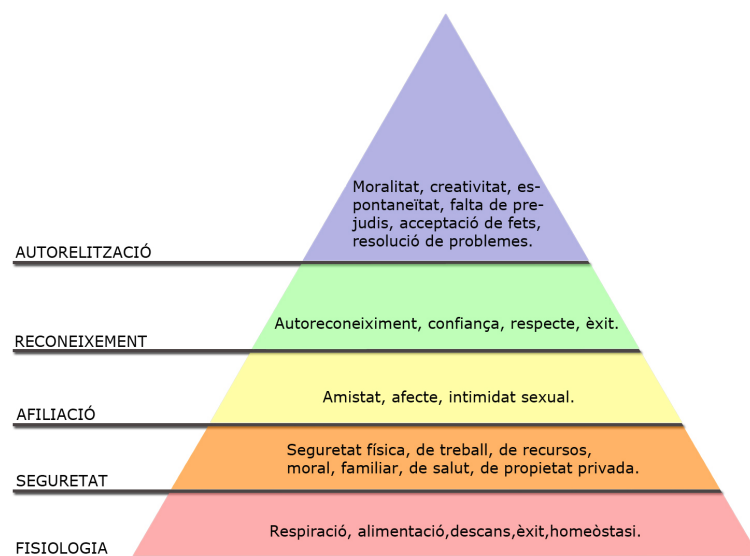 Moralitat, creativitat, es-
pontaneïtat, falta de pre-
judis, acceptació de fets,
resolució de problemes.
AUTORELITZACIÓ
Autoreconeiximent, confiança, respecte, èxit.
RECONEIXEMENT
Amistat, afecte, intimidat sexual.
AFILIACIÓ
Seguretat física, de treball, de recursos,
moral, familiar, de salut, de propietat privada.
SEGURETAT
Respiració, alimentació,descans,èxit,homeòstasi.
FISIOLOGIA